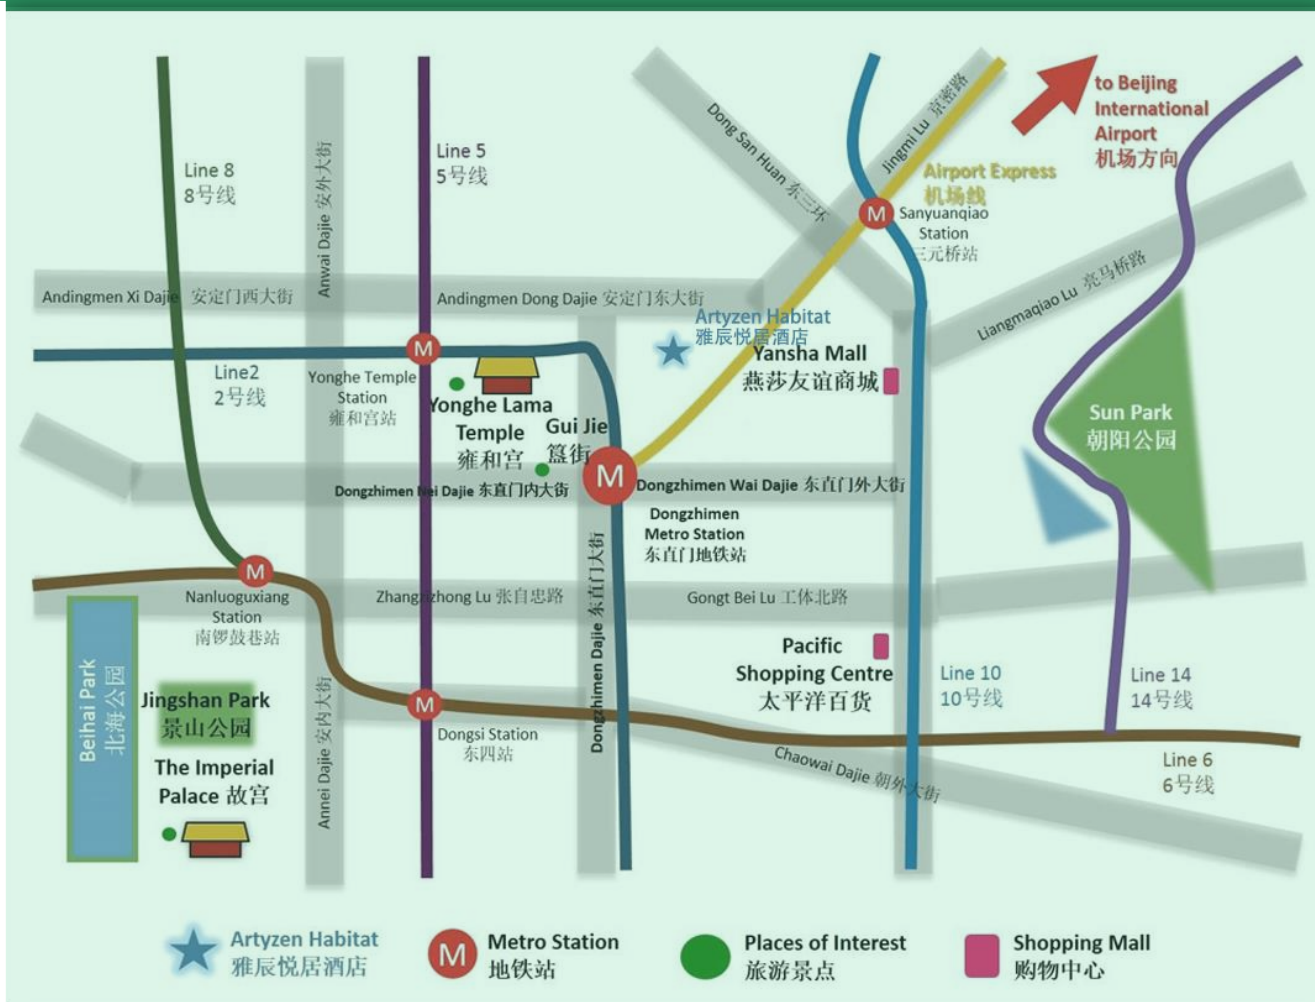 to Beijing
International
Airport
机场方向
Dong San Huan 东三环
Jingmi Lu 京密路
Airport Express
机场线
Line 8
8号线
Line 5
5号线
Anwai Dajie 安外大街
Sanyuanqiao
Station
三元桥站
Liangmaqiao Lu 亮马桥路
Andingmen Xi Dajie 安定门西大街
Andingmen Dong Dajie 安定门东大街
Artyzen Habitat
雅辰悦居酒店
Yansha Mall
燕莎友谊商城
M
M
Line2
2号线
Yonghe Temple
Station
雍和宫站
Yonghe Lama
Temple
雍和宫
Gui Jie
簋街
Sun Park
朝阳公园
M
Dongzhimen Nei Dajie 东直门内大街
Dongzhimen Wai Dajie 东直门外大街
Dongzhimen
Metro Station
东直门地铁站
M
Nanluoguxiang
Station
南锣鼓巷站
Zhangzizhong Lu 张自忠路
Gongt Bei Lu 工体北路
Dongzhimen Dajie 东直门大街
Beihai Park
北海公园
Jingshan Park
景山公园
The Imperial
Palace 故宫
Annei Dajie 安内大街
M
Dongsi Station
东四站
Pacific
Shopping Centre
太平洋百货
Line 10
10号线
Line 14
14号线
Chaowai Dajie 朝外大街
Line 6
6号线
Artyzen Habitat
雅辰悦居酒店
M
Metro Station
地铁站
Places of Interest
旅游景点
Shopping Mall
购物中心